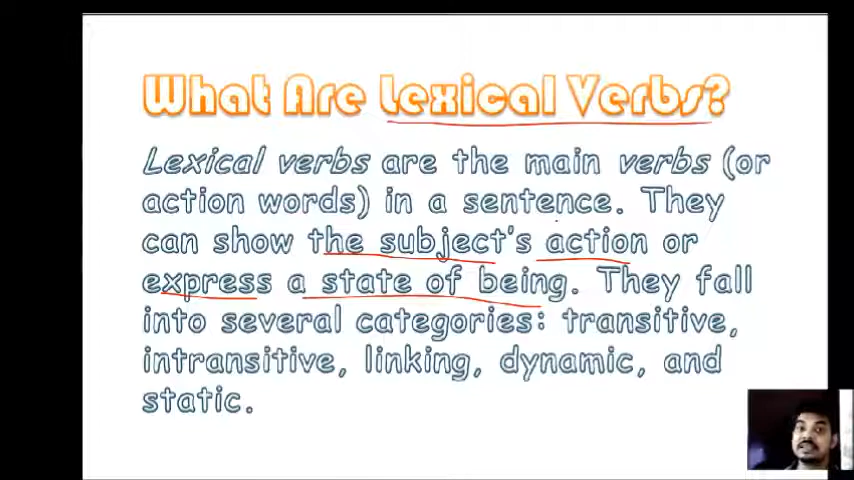 What Are Lexical Verbs?
Lexical verbs are the main verbs (or
action words) in a sentence. They
can show the subject's action or
express a state of being. They fall
into several categories: transitive,
intransitive, linking, dynamic, and
static.